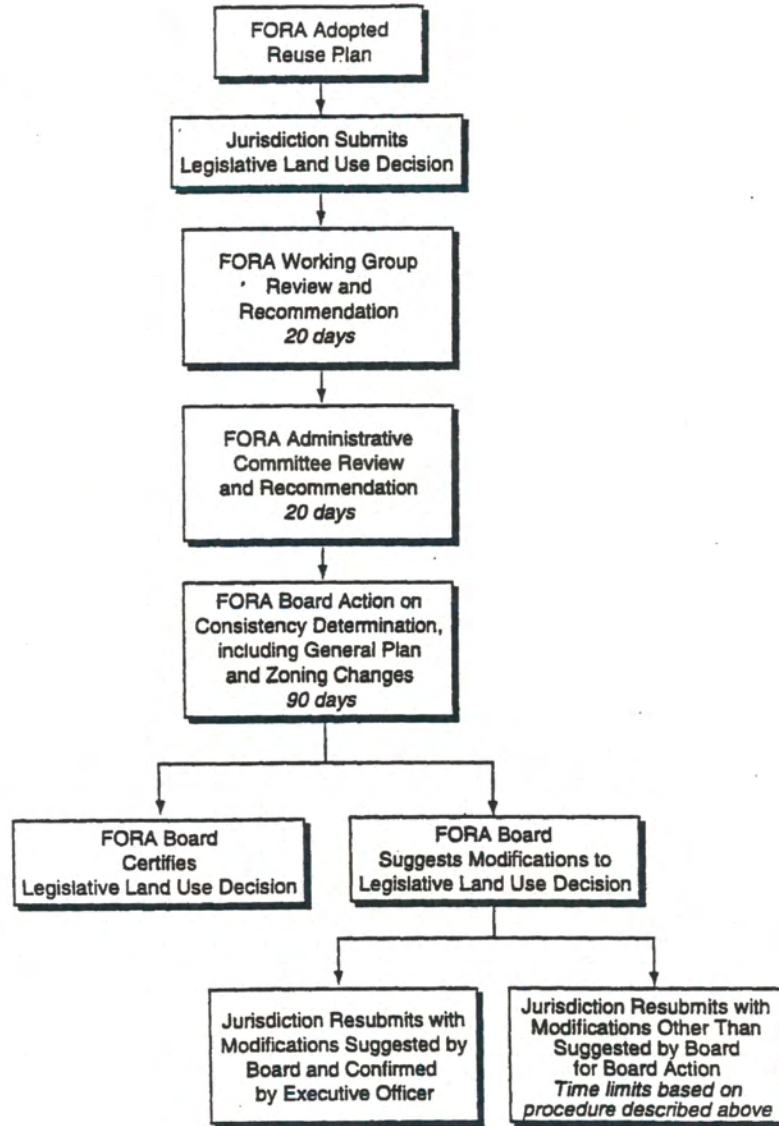 FORA Adopted
Reuse Plan
Jurisdiction Submits
Legislative Land Use Decision
FORA Working Group
Review and
Recommendation
20 days
FORA Administrative
Committee Review
and Recommendation
20 days
FORA Board Action on
Consistency Determination,
including General Plan
and Zoning Changes
90 days
FORA Board
Certifies
Legislative Land Use Decision
FORA Board
Suggests Modifications to
Legislative Land Use Decision
Jurisdiction Resubmits with
Modifications Suggested by
Board and Confirmed
by Executive Officer
Jurisdiction Resubmits with
Modifications Other Than
Suggested by Board
for Board Action
Time limits based on
procedure described above